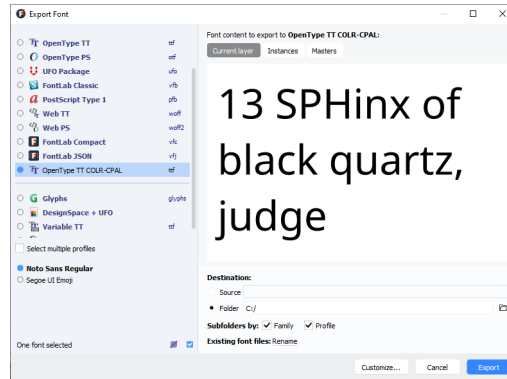 Export Font
OpenType TT ttf
OpenType PS otf
UFO Package ufo
FontLab Classic vfb
PostScript Type 1 pfb
Web TT woff
Web PS woff2
FontLab Compact vfc
FontLab JSON vfj
OpenType TT COLR-CPAL ttf
Glyphs glyphs
DesignSpace + UFO
Variable TT ttf
Select multiple profiles
Noto Sans Regular
Segoe UI Emoji
One font selected
Font content to export to OpenType TT COLR-CPAL:
Current layer Instances Masters
13 SPHinx of
black quartz,
judge
Destination:
Source
Folder C:/
Subfolders by: Family Profile
Existing font files: Rename
Customize... Cancel Export